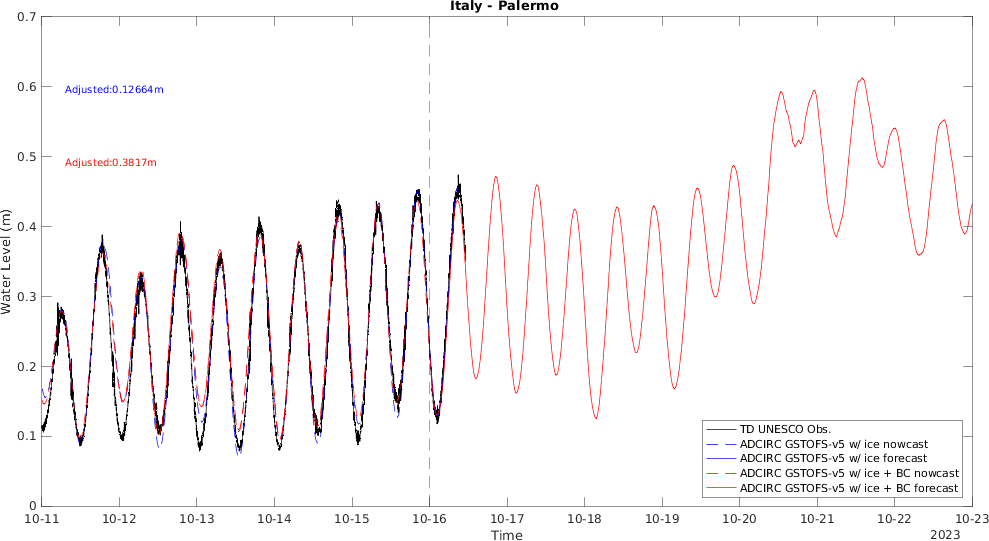 Italy - Palermo
0.7
0.6
0.5
0.4
0.3
0.2
0.1
0
Water Level (m)
Adjusted:0.12664m
Adjusted:0.3817m
TD UNESCO Obs.
ADCIRC GSTOFS-v5 w/ ice nowcast
ADCIRC GSTOFS-v5 w/ ice forecast
ADCIRC GSTOFS-v5 w/ ice + BC nowcast
ADCIRC GSTOFS-v5 w/ ice + BC forecast
10-11 10-12 10-13 10-14 10-15 10-16 10-17 10-18 10-19 10-20 10-21 10-22 10-23
Time
2023